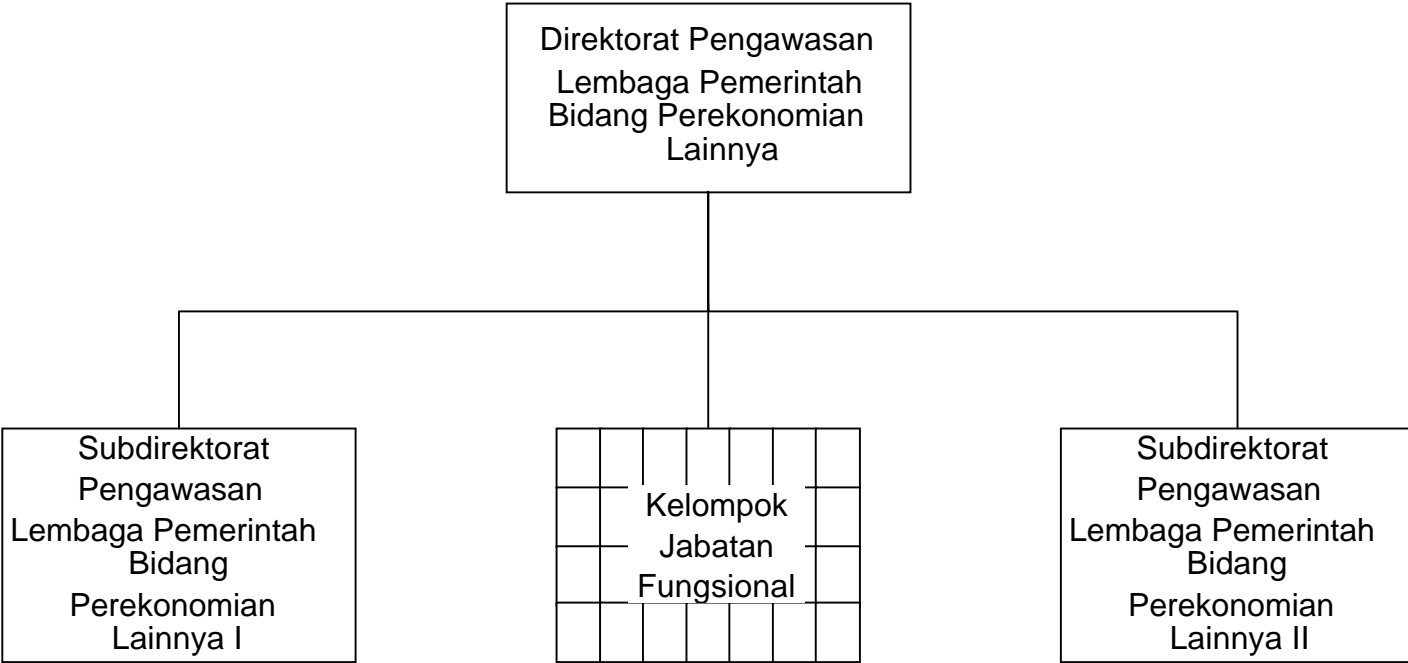 Direktorat Pengawasan
Lembaga Pemerintah
Bidang Perekonomian
Lainnya
Subdirektorat
Pengawasan
Lembaga Pemerintah
Bidang
Perekonomian
Lainnya I
Kelompok
Jabatan
Fungsional
Subdirektorat
Pengawasan
Lembaga Pemerintah
Bidang
Perekonomian
Lainnya II